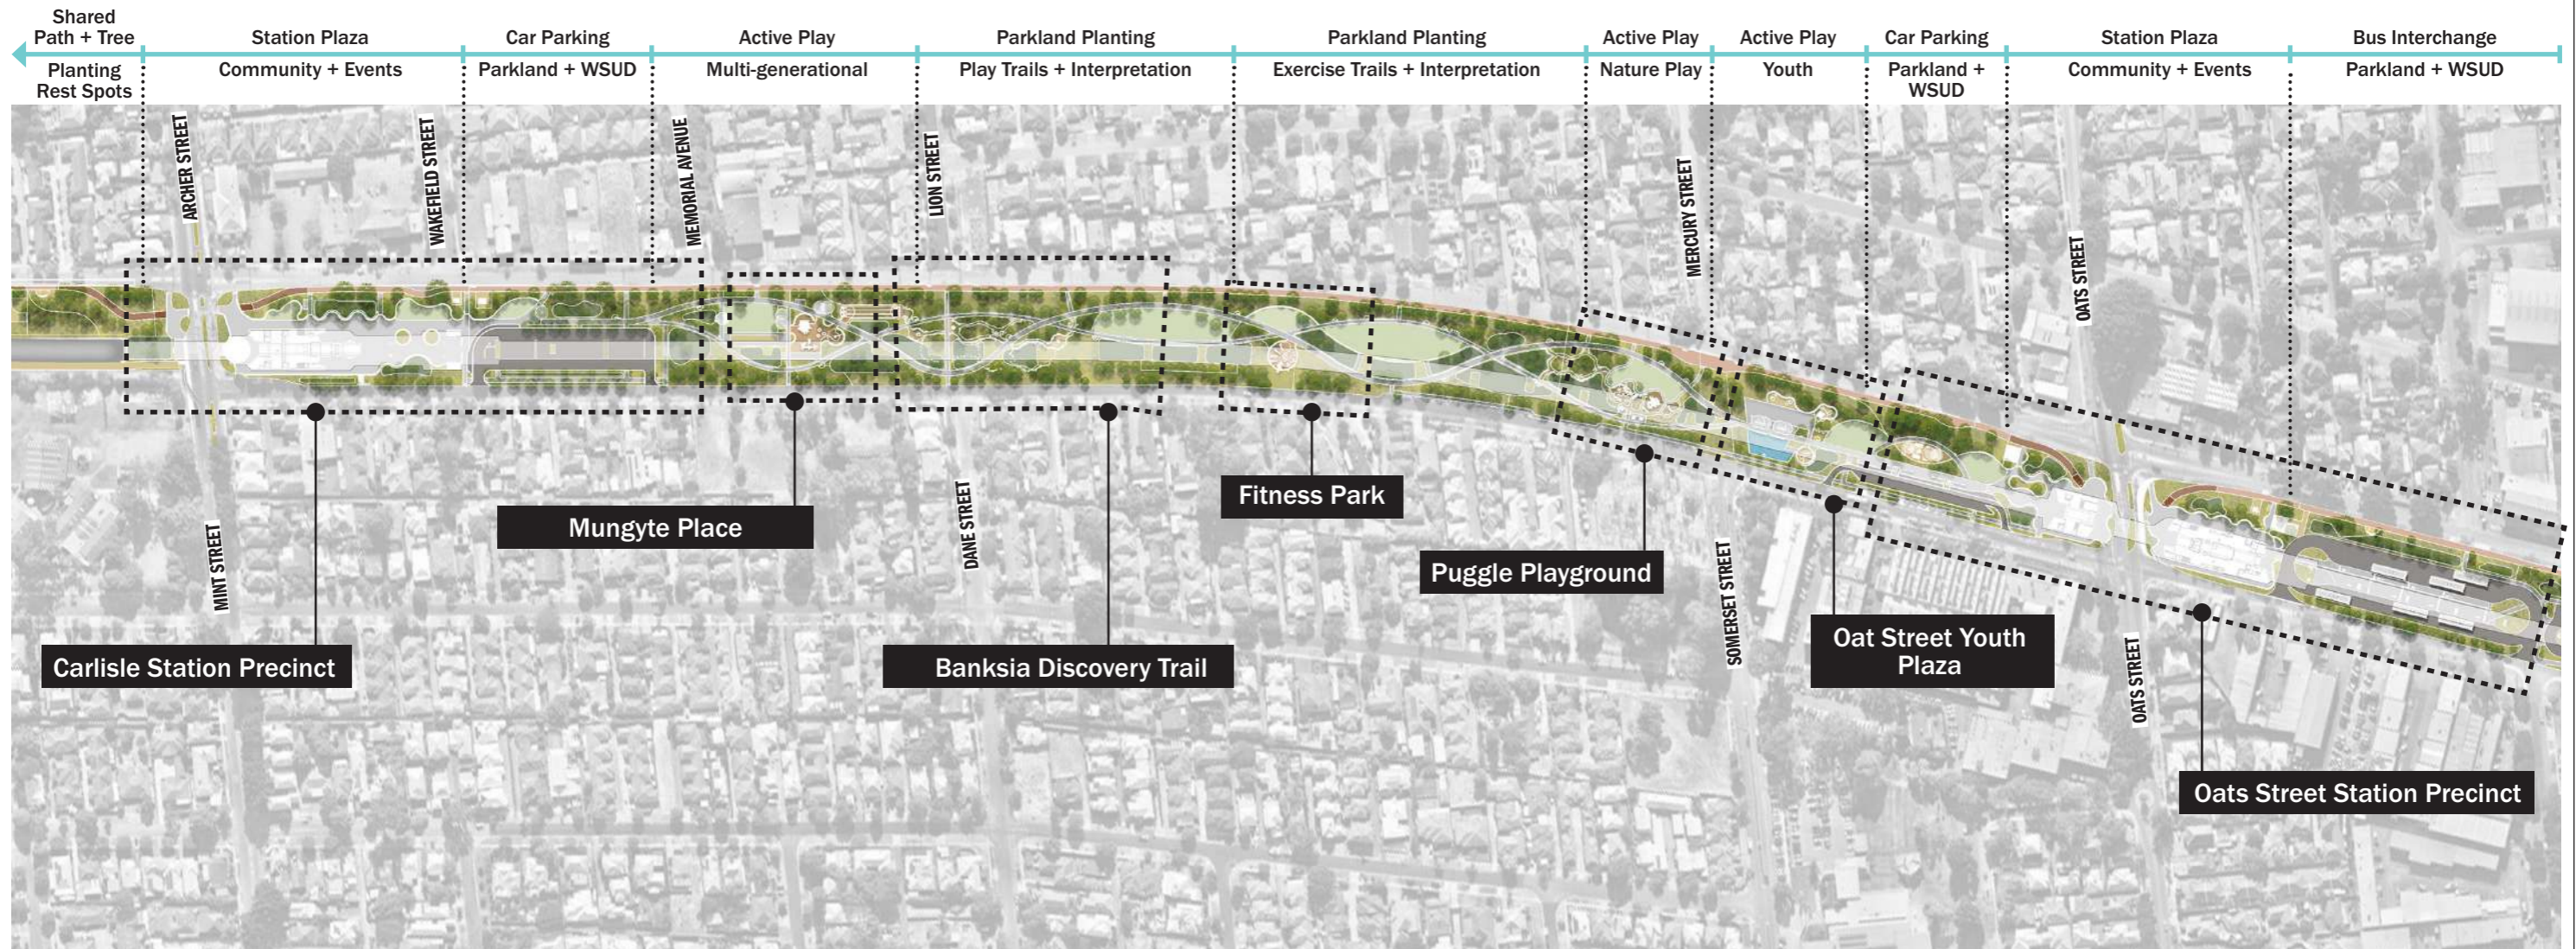 Shared
Path + Tree
Planting
Rest Spots
Station Plaza
Community + Events
Car Parking
Parkland + WSUD
Active Play
Multi-generational
Parkland Planting
Play Trails + Interpretation
Parkland Planting
Exercise Trails + Interpretation
Active Play
Nature Play
Active Play
Youth
Car Parking
Parkland +
WSUD
Station Plaza
Community + Events
Bus Interchange
Parkland + WSUD
ARCHER STREET
WAKEFIELD STREET
MEMORIAL AVENUE
LION STREET
MERCURY STREET
OATS STREET
MINT STREET
DANE STREET
SOMERSET STREET
OATS STREET
Mungyte Place
Fitness Park
Puggle Playground
Carlisle Station Precinct
Banksia Discovery Trail
Oat Street Youth
Plaza
Oats Street Station Precinct